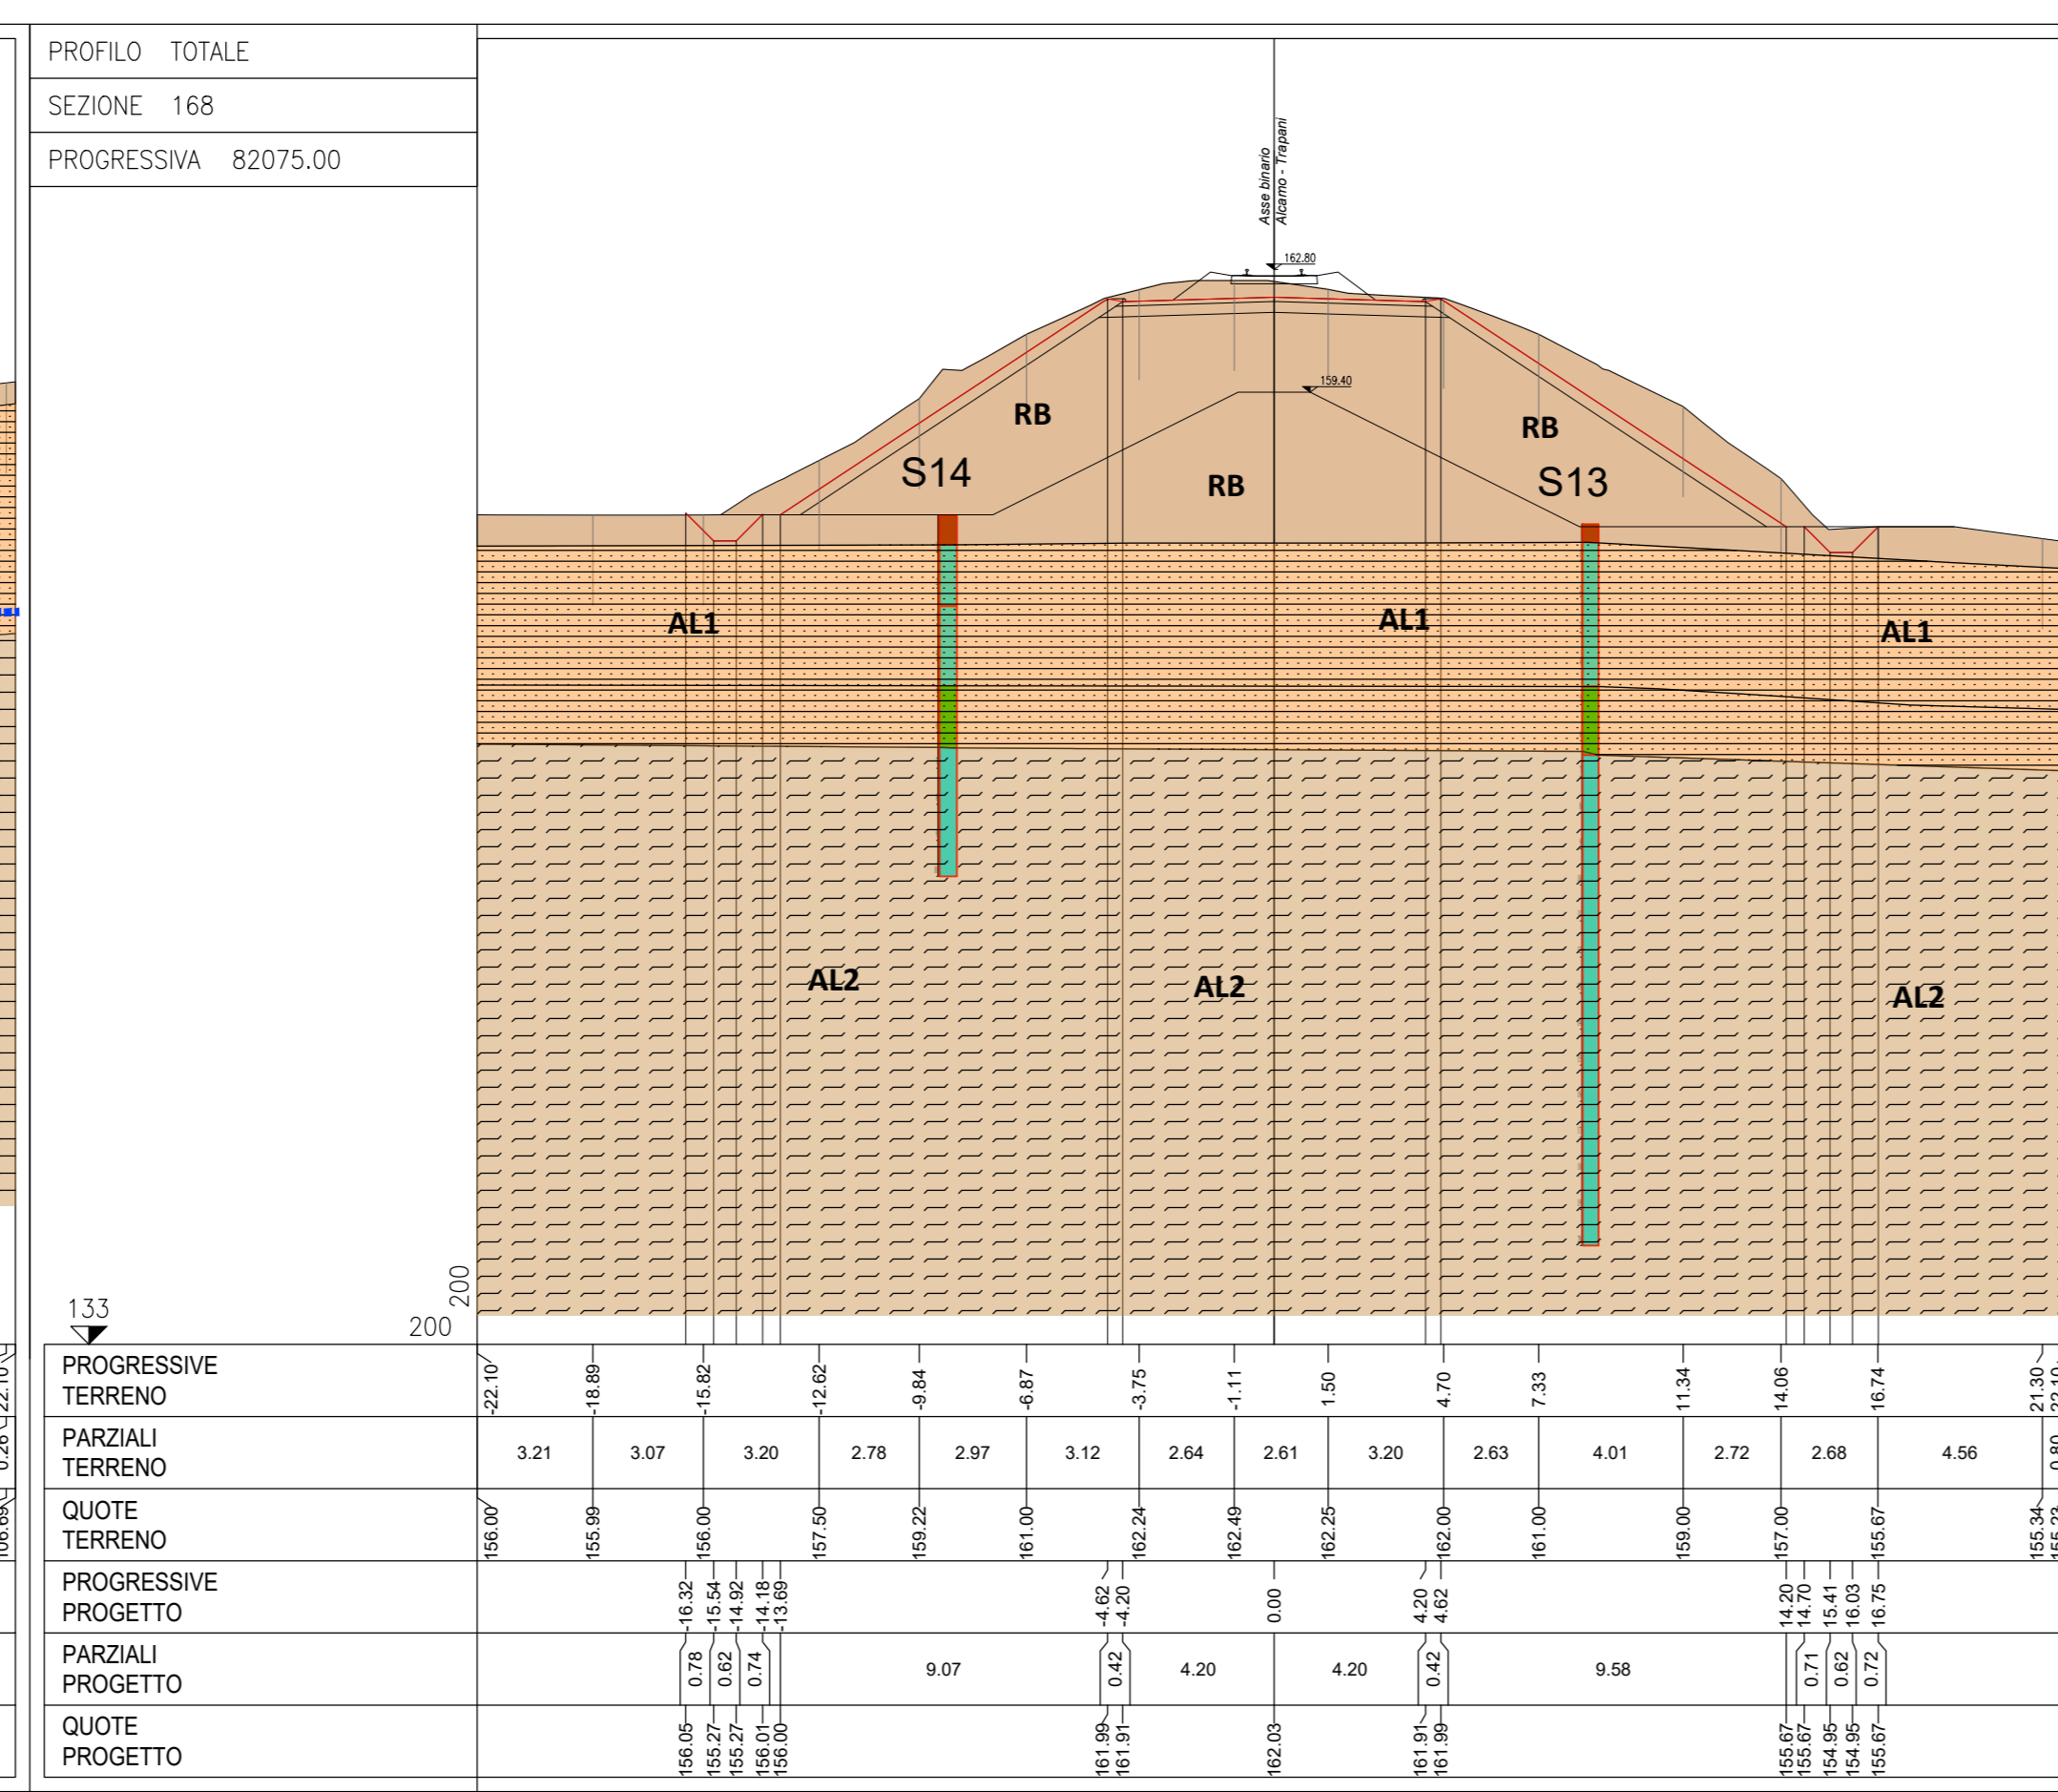 PROFILO TOTALE
SEZIONE 168
PROGRESSIVA 82075.00
Asse binario
Alcamo - Trapani
162.80
159.40
RB
RB
S14
RB
S13
AL1
AL1
AL1
AL2
AL2
AL2
133
200
200
PROGRESSIVE
TERRENO
-22.10 -18.89 -15.82 -12.62 -9.84 -6.87 -3.75 -1.11 1.50 4.70 7.33 11.34 14.06 16.74 21.30 22.10
PARZIALI
TERRENO
3.21 3.07 3.20 2.78 2.97 3.12 2.64 2.61 3.20 2.63 4.01 2.72 2.68 4.56 0.80
QUOTE
TERRENO
156.00 155.99 156.00 157.50 159.22 161.00 162.24 162.49 162.25 162.00 161.00 159.00 157.00 155.67 155.34
PROGRESSIVE
PROGETTO
-16.32 -15.54 -14.92 -14.18 -13.69 -4.62 -4.20 0.00 4.20 4.62 14.20 14.70 15.41 16.03 16.75
PARZIALI
PROGETTO
0.78 0.62 0.74 9.07 0.42 4.20 4.20 0.42 9.58 0.71 0.62 0.72
QUOTE
PROGETTO
156.05 155.27 155.27 156.01 156.00 161.99 161.91 162.03 161.91 161.99 155.67 155.67 154.95 154.95 155.67
22.10
0.26